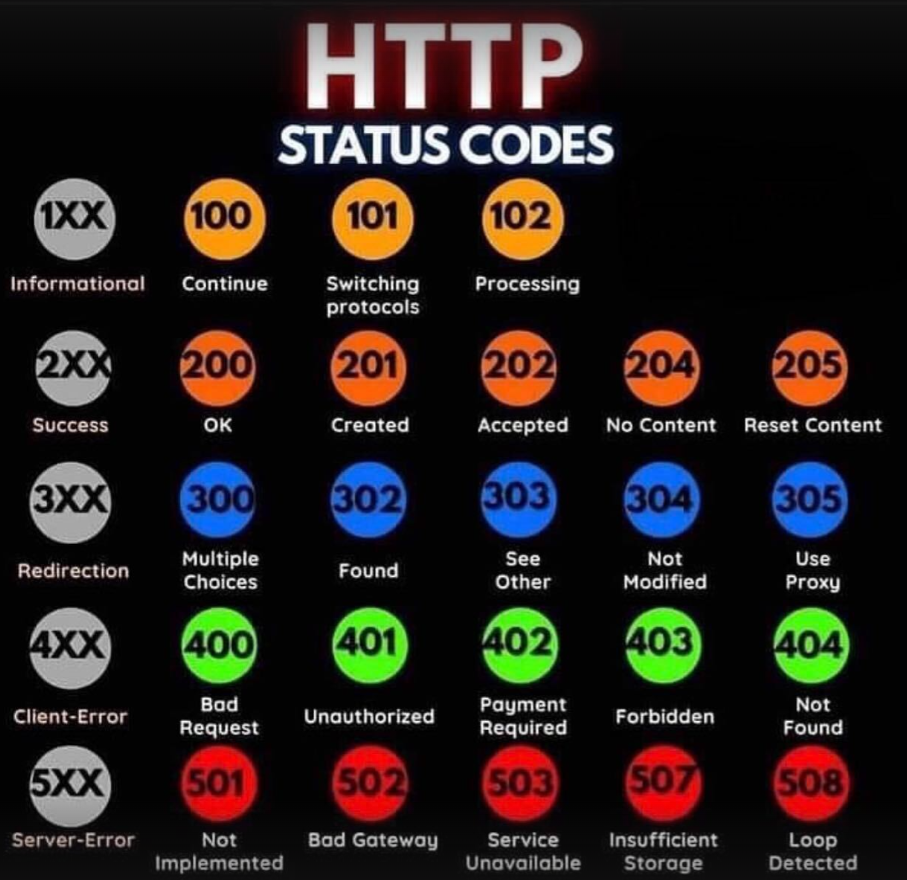 HTTP
STATUS CODES
1XX 100 101 102
Informational Continue Switching protocols Processing
2XX 200 201 202 204 205
Success OK Created Accepted No Content Reset Content
3XX 300 302 303 304 305
Redirection Multiple Choices Found See Other Not Modified Use Proxy
4XX 400 401 402 403 404
Client-Error Bad Request Unauthorized Payment Required Forbidden Not Found
5XX 501 502 503 507 508
Server-Error Not Implemented Bad Gateway Service Unavailable Insufficient Storage Loop Detected